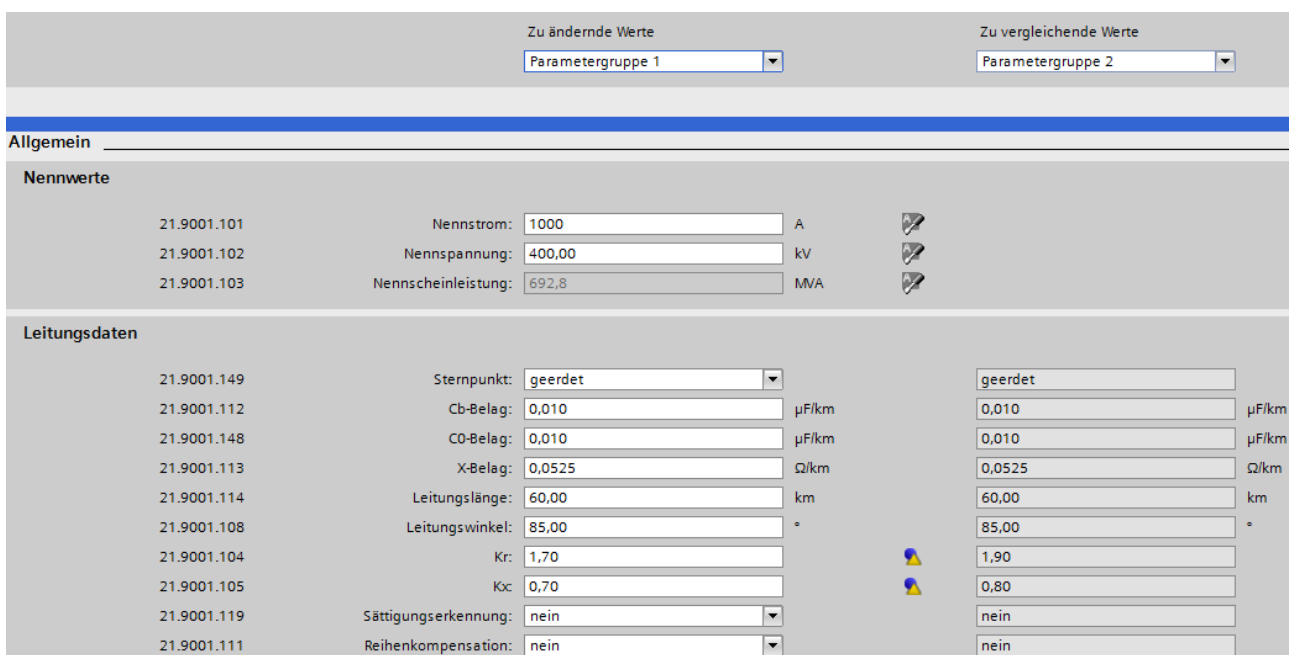 Zu ändernde Werte Zu vergleichende Werte
Parametergruppe 1 Parametergruppe 2
Allgemein
Nennwerte
21.9001.101 Nennstrom: 1000 A
21.9001.102 Nennspannung: 400,00 kV
21.9001.103 Nennscheinleistung: 692,8 MVA
Leitungsdaten
21.9001.149 Sternpunkt: geerdet geerdet
21.9001.112 Cb-Belag: 0,010 µF/km 0,010 µF/km
21.9001.148 C0-Belag: 0,010 µF/km 0,010 µF/km
21.9001.113 X-Belag: 0,0525 Ω/km 0,0525 Ω/km
21.9001.114 Leitungslänge: 60,00 km 60,00 km
21.9001.108 Leitungswinkel: 85,00 ° 85,00 °
21.9001.104 Kr: 1,70 1,90
21.9001.105 Kx: 0,70 0,80
21.9001.119 Sättigungserkennung: nein nein
21.9001.111 Reihenkompensation: nein nein